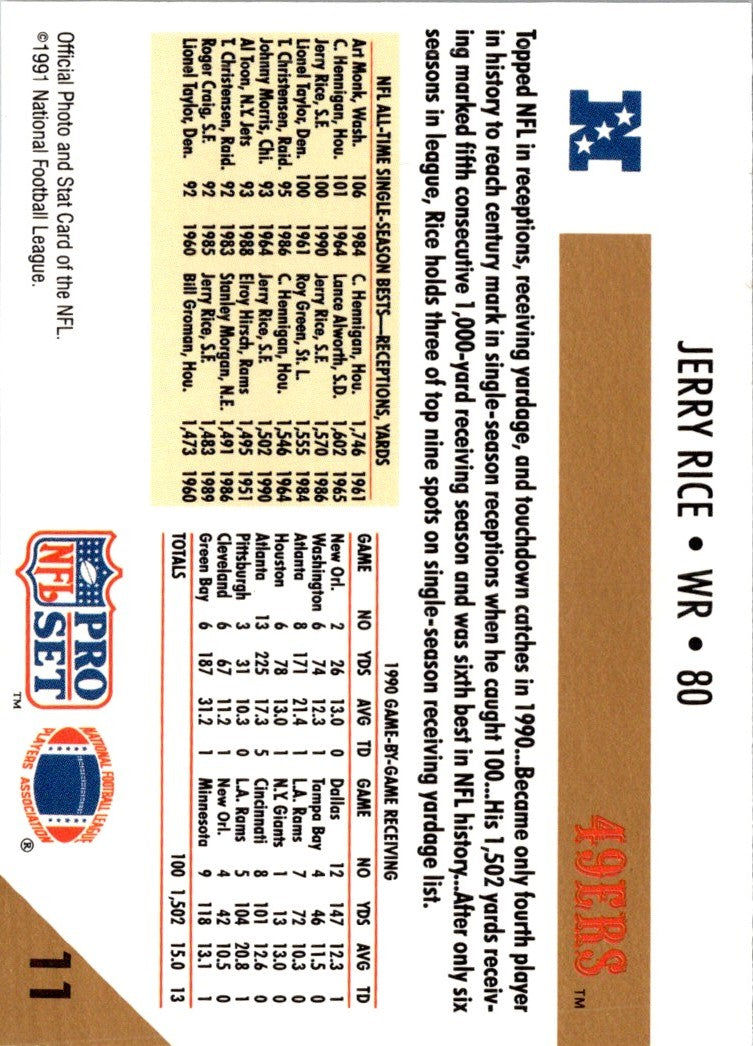 JERRY RICE • WR • 80
49ERS TM
Topped NFL in receptions, receiving yardage, and touchdown catches in 1990...Became only fourth player
in history to reach century mark in single-season receptions when he caught 100...His 1,502 yards receiv-
ing marked fifth consecutive 1,000-yard receiving season and was sixth best in NFL history...After only six
seasons in league, Rice holds three of top nine spots on single-season receiving yardage list.
NFL ALL-TIME SINGLE-SEASON BESTS—RECEPTIONS, YARDS
Art Monk, Wash. 106 1984 C. Hennigan, Hou. 1,746 1961
C. Hennigan, Hou. 101 1964 Lance Alworth, S.D. 1,602 1965
Jerry Rice, S.F. 100 1990 Jerry Rice, S.F. 1,570 1986
Lionel Taylor, Den. 100 1961 Roy Green, St. L. 1,555 1984
T. Christensen, Raid. 95 1986 C. Hennigan, Hou. 1,546 1964
Johnny Morris, Chi. 93 1964 Jerry Rice, S.F. 1,502 1990
Al Toon, N.Y. Jets 93 1988 Elroy Hirsch, Rams 1,495 1951
T. Christensen, Raid. 92 1983 Stanley Morgan, N.E. 1,491 1986
Roger Craig, S.F. 92 1985 Jerry Rice, S.F. 1,483 1989
Lionel Taylor, Den. 92 1960 Bill Groman, Hou. 1,473 1960
1990 GAME-BY-GAME RECEIVING
GAME NO YDS AVG TD GAME NO YDS AVG TD
New Orl. 2 26 13.0 0 Dallas 12 147 12.3 1
Washington 6 74 12.3 1 Tampa Bay 4 46 11.5 0
Atlanta 8 171 21.4 1 L.A. Rams 7 72 10.3 0
Houston 6 78 13.0 1 N.Y. Giants 1 13 13.0 0
Atlanta 13 225 17.3 5 Cincinnati 8 101 12.6 0
Pittsburgh 3 31 10.3 0 L.A. Rams 5 104 20.8 1
Cleveland 6 67 11.2 1 New Orl. 4 42 10.5 0
Green Bay 6 187 31.2 1 Minnesota 9 118 13.1 1
TOTALS 100 1,502 15.0 13
Official Photo and Stat Card of the NFL.
©1991 National Football League.
NFL PRO SET TM
NATIONAL FOOTBALL LEAGUE PLAYERS ASSOCIATION ®
11